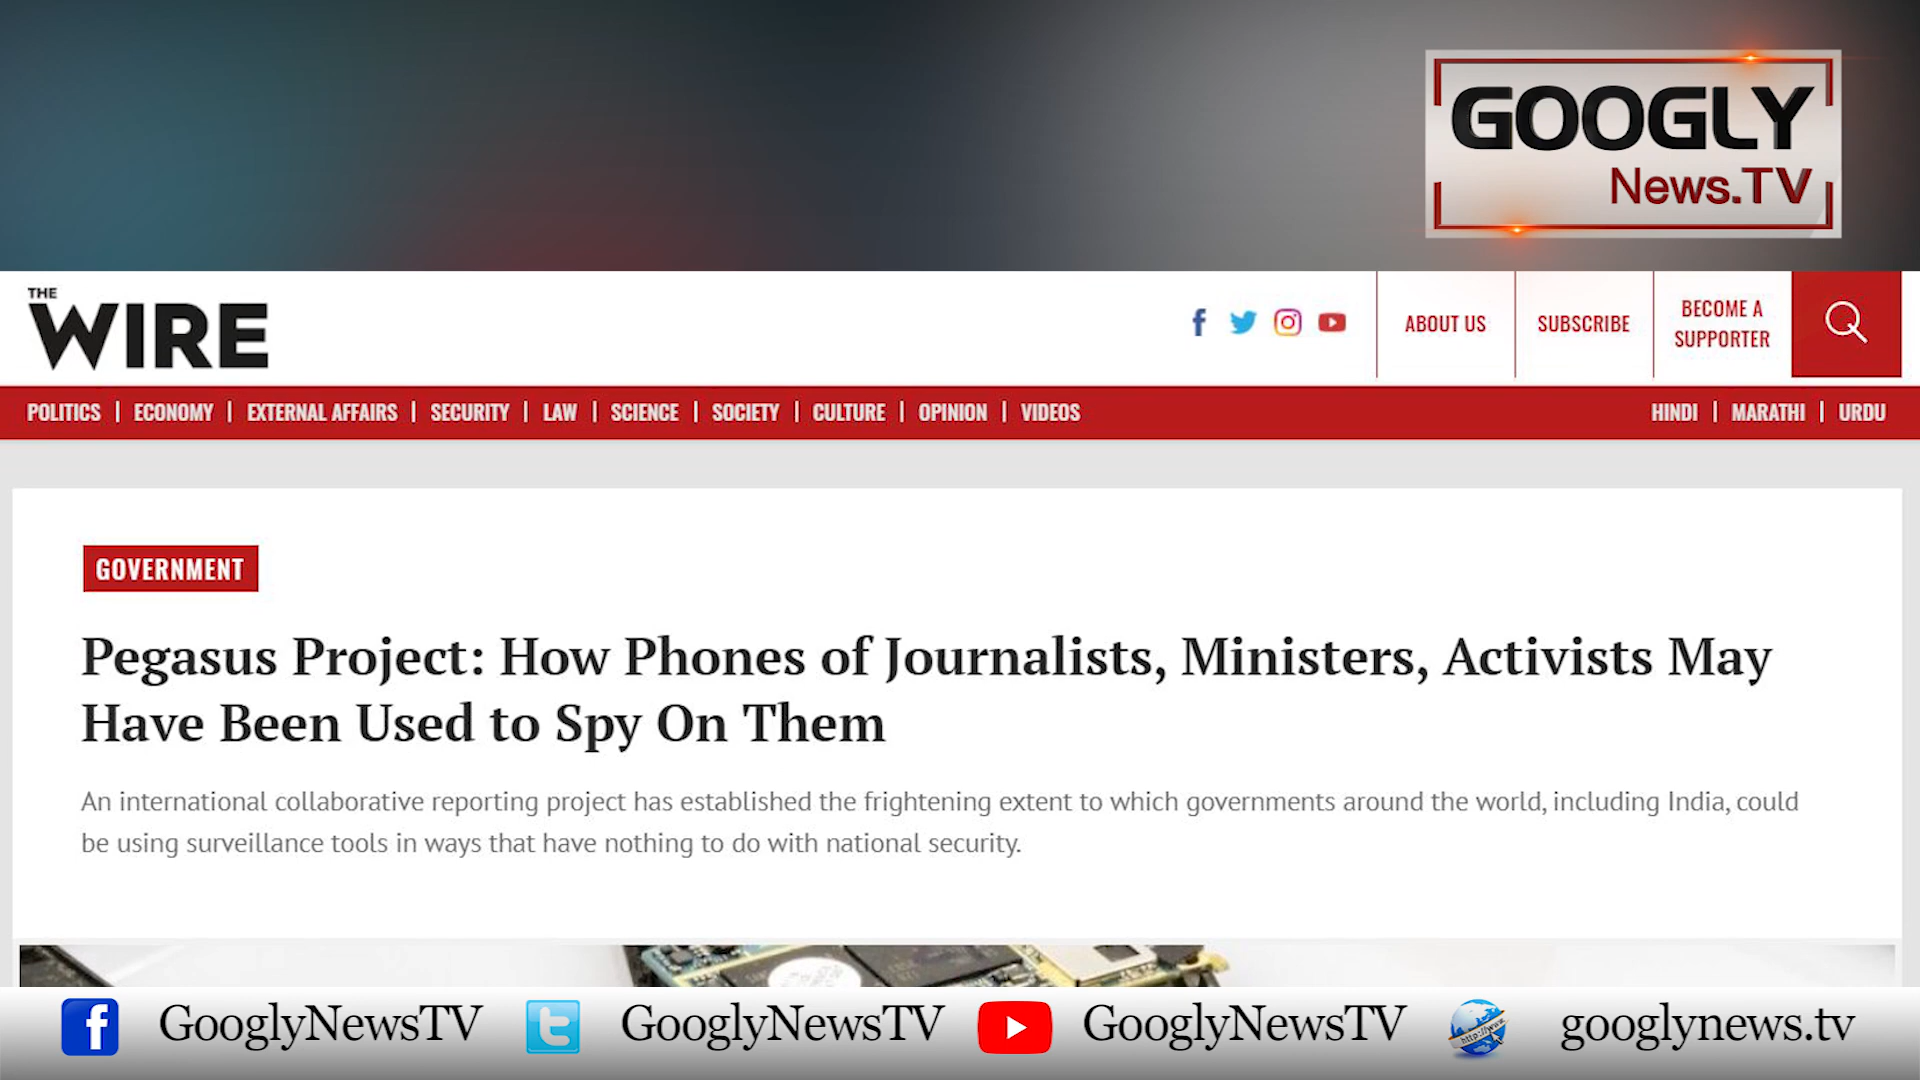 GOOGLY
News.TV
THE
WIRE
ABOUT US
SUBSCRIBE
BECOME A
SUPPORTER
POLITICS | ECONOMY | EXTERNAL AFFAIRS | SECURITY | LAW | SCIENCE | SOCIETY | CULTURE | OPINION | VIDEOS
HINDI | MARATHI | URDU
GOVERNMENT
Pegasus Project: How Phones of Journalists, Ministers, Activists May
Have Been Used to Spy On Them
An international collaborative reporting project has established the frightening extent to which governments around the world, including India, could
be using surveillance tools in ways that have nothing to do with national security.
GooglyNewsTV
GooglyNewsTV
GooglyNewsTV
googlynews.tv